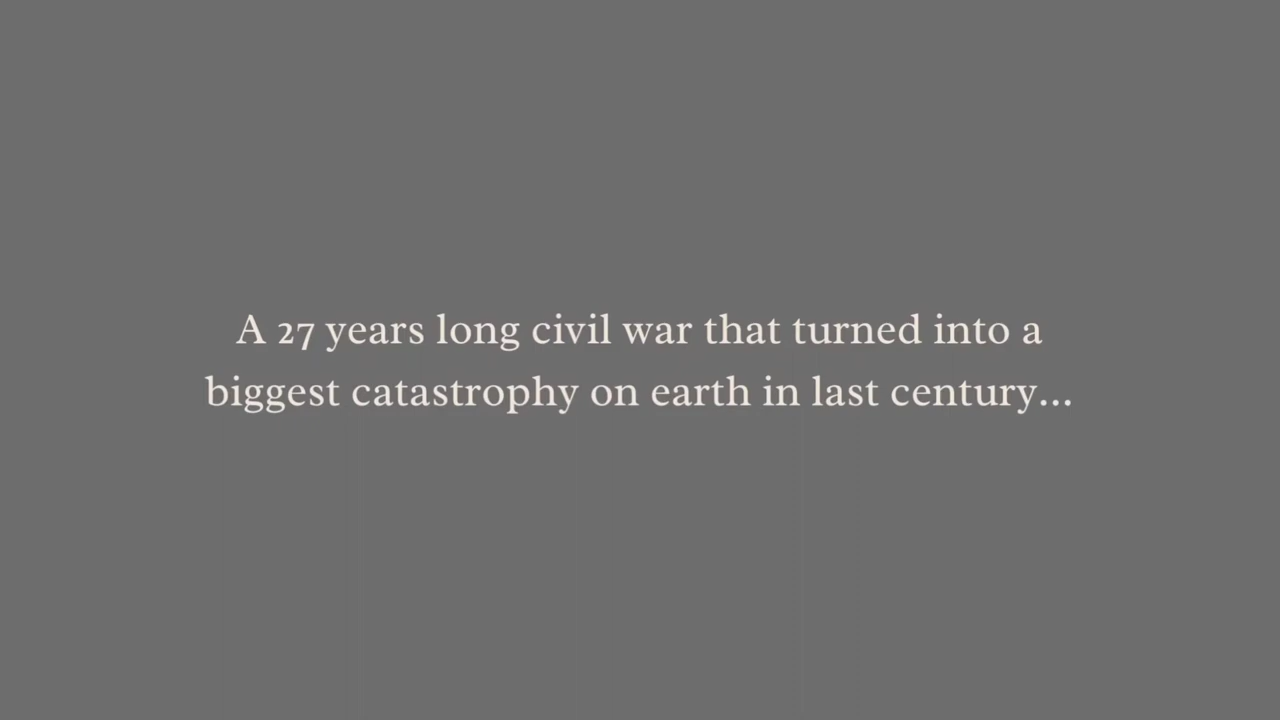 A 27 years long civil war that turned into a
biggest catastrophy on earth in last century...